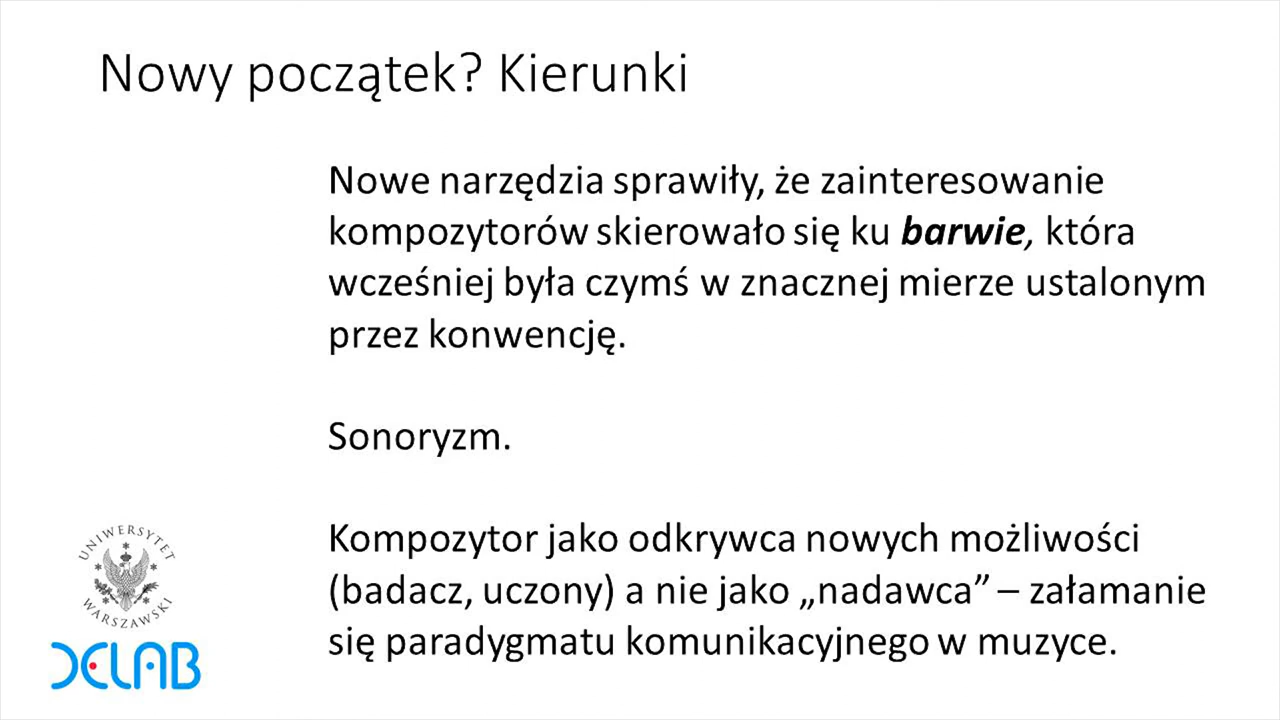 Nowy początek? Kierunki
Nowe narzędzia sprawiły, że zainteresowanie
kompozytorów skierowało się ku barwie, która
wcześniej była czymś w znacznej mierze ustalonym
przez konwencję.
Sonoryzm.
Kompozytor jako odkrywca nowych możliwości
(badacz, uczony) a nie jako „nadawca” – załamanie
się paradygmatu komunikacyjnego w muzyce.
UNIWERSYTET
WARSZAWSKI
DELAB